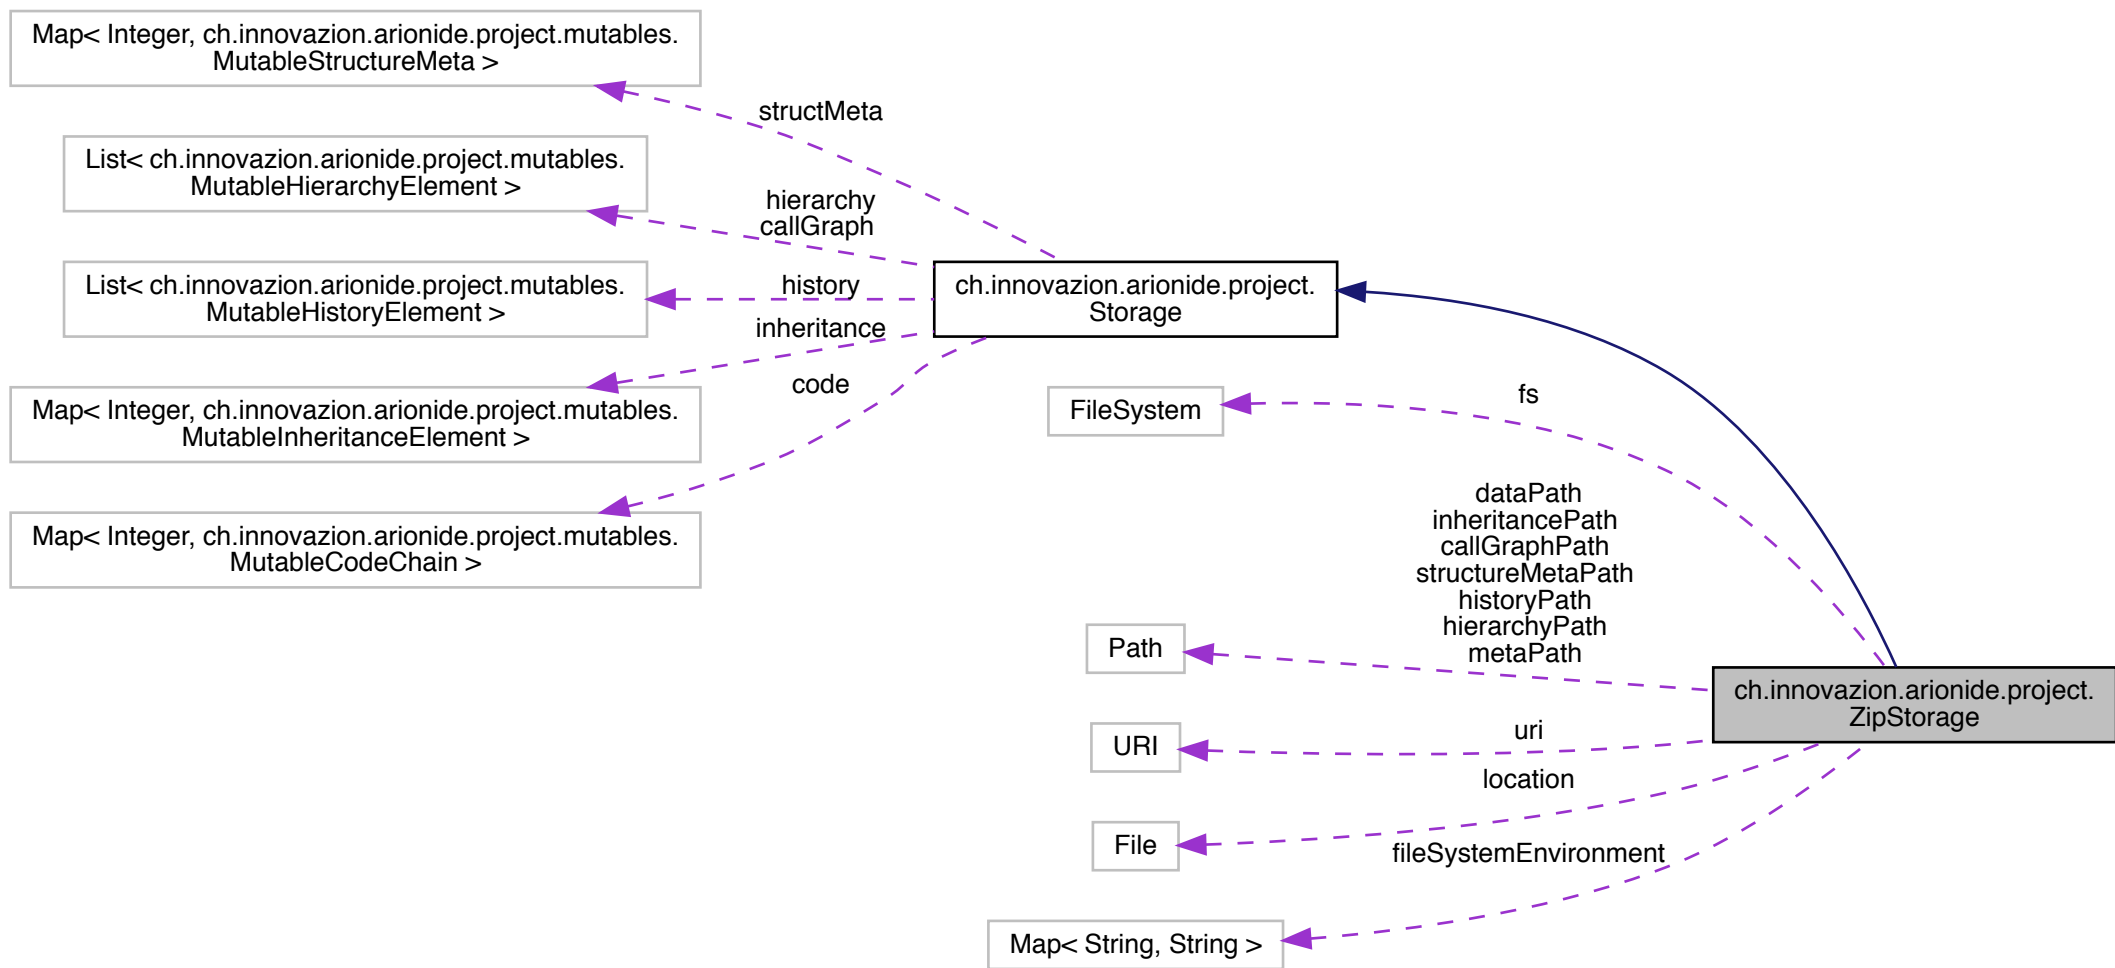 Map< Integer, ch.innovazion.arionide.project.mutables.
MutableStructureMeta >
structMeta
List< ch.innovazion.arionide.project.mutables.
MutableHierarchyElement >
hierarchy
callGraph
List< ch.innovazion.arionide.project.mutables.
MutableHistoryElement >
history
ch.innovazion.arionide.project.
Storage
inheritance
Map< Integer, ch.innovazion.arionide.project.mutables.
MutableInheritanceElement >
code
FileSystem
fs
Map< Integer, ch.innovazion.arionide.project.mutables.
MutableCodeChain >
dataPath
inheritancePath
callGraphPath
structureMetaPath
historyPath
hierarchyPath
metaPath
Path
ch.innovazion.arionide.project.
ZipStorage
URI
uri
location
File
fileSystemEnvironment
Map< String, String >